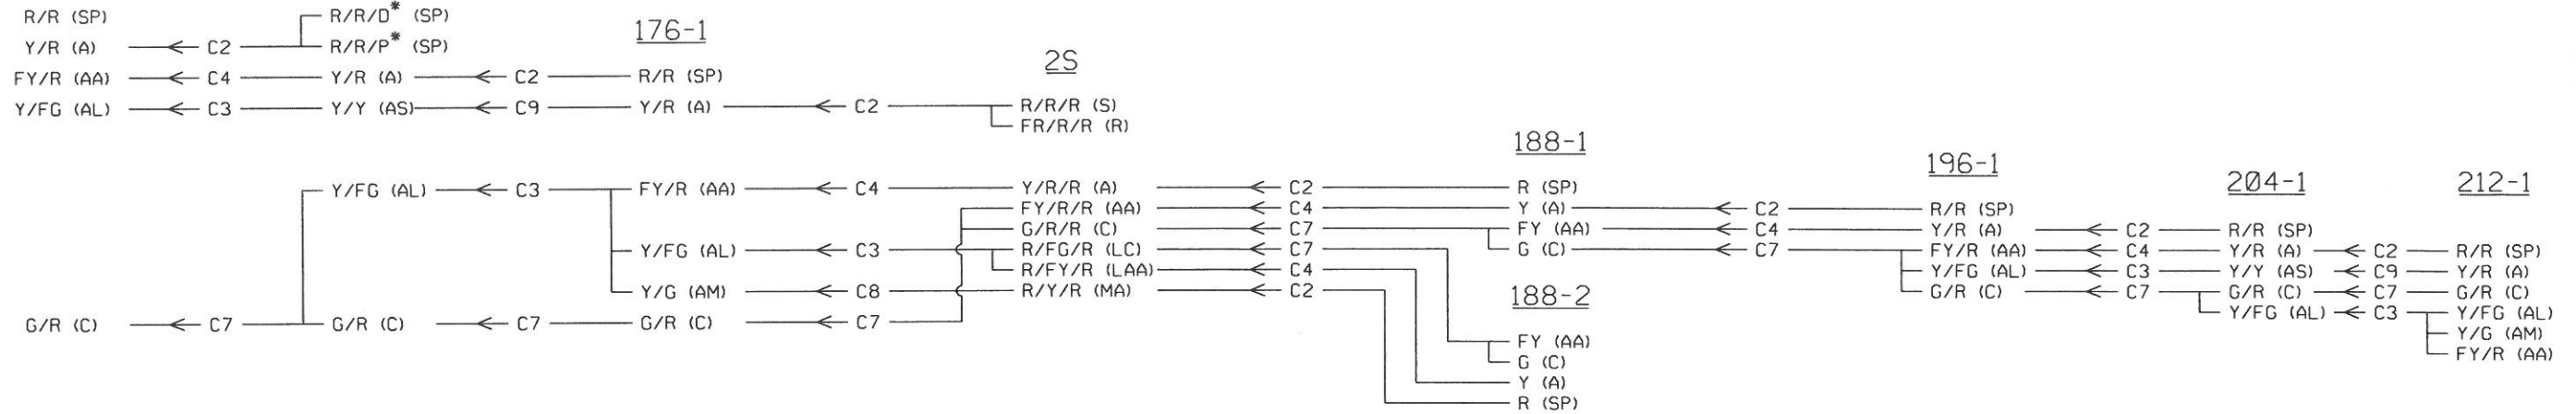 R/R (SP)
R/R/D* (SP)
Y/R (A) C2 R/R/P* (SP)
176-1
FY/R (AA) C4 Y/R (A) C2 R/R (SP)
2S
Y/FG (AL) C3 Y/Y (AS) C9 Y/R (A) C2 R/R/R (S)
FR/R/R (R)
188-1
196-1
204-1
212-1
Y/FG (AL) C3 FY/R (AA) C4 Y/R/R (A) C2 R (SP)
FY/R/R (AA) C4 Y (A) C2 R/R (SP)
G/R/R (C) C7 FY (AA) C4 Y/R (A) C2 R/R (SP)
Y/FG (AL) C3 R/FG/R (LC) C7 G (C) C7 FY/R (AA) C4 Y/R (A) C2 R/R (SP)
R/FY/R (LAA) C4 Y/FG (AL) C3 Y/Y (AS) C9 Y/R (A)
Y/G (AM) C8 R/Y/R (MA) C2 G/R (C) C7 G/R (C) C7 G/R (C)
188-2
Y/FG (AL) C3 Y/FG (AL)
G/R (C) C7 G/R (C) C7 G/R (C) C7
Y/G (AM)
FY (AA)
FY/R (AA)
G (C)
Y (A)
R (SP)